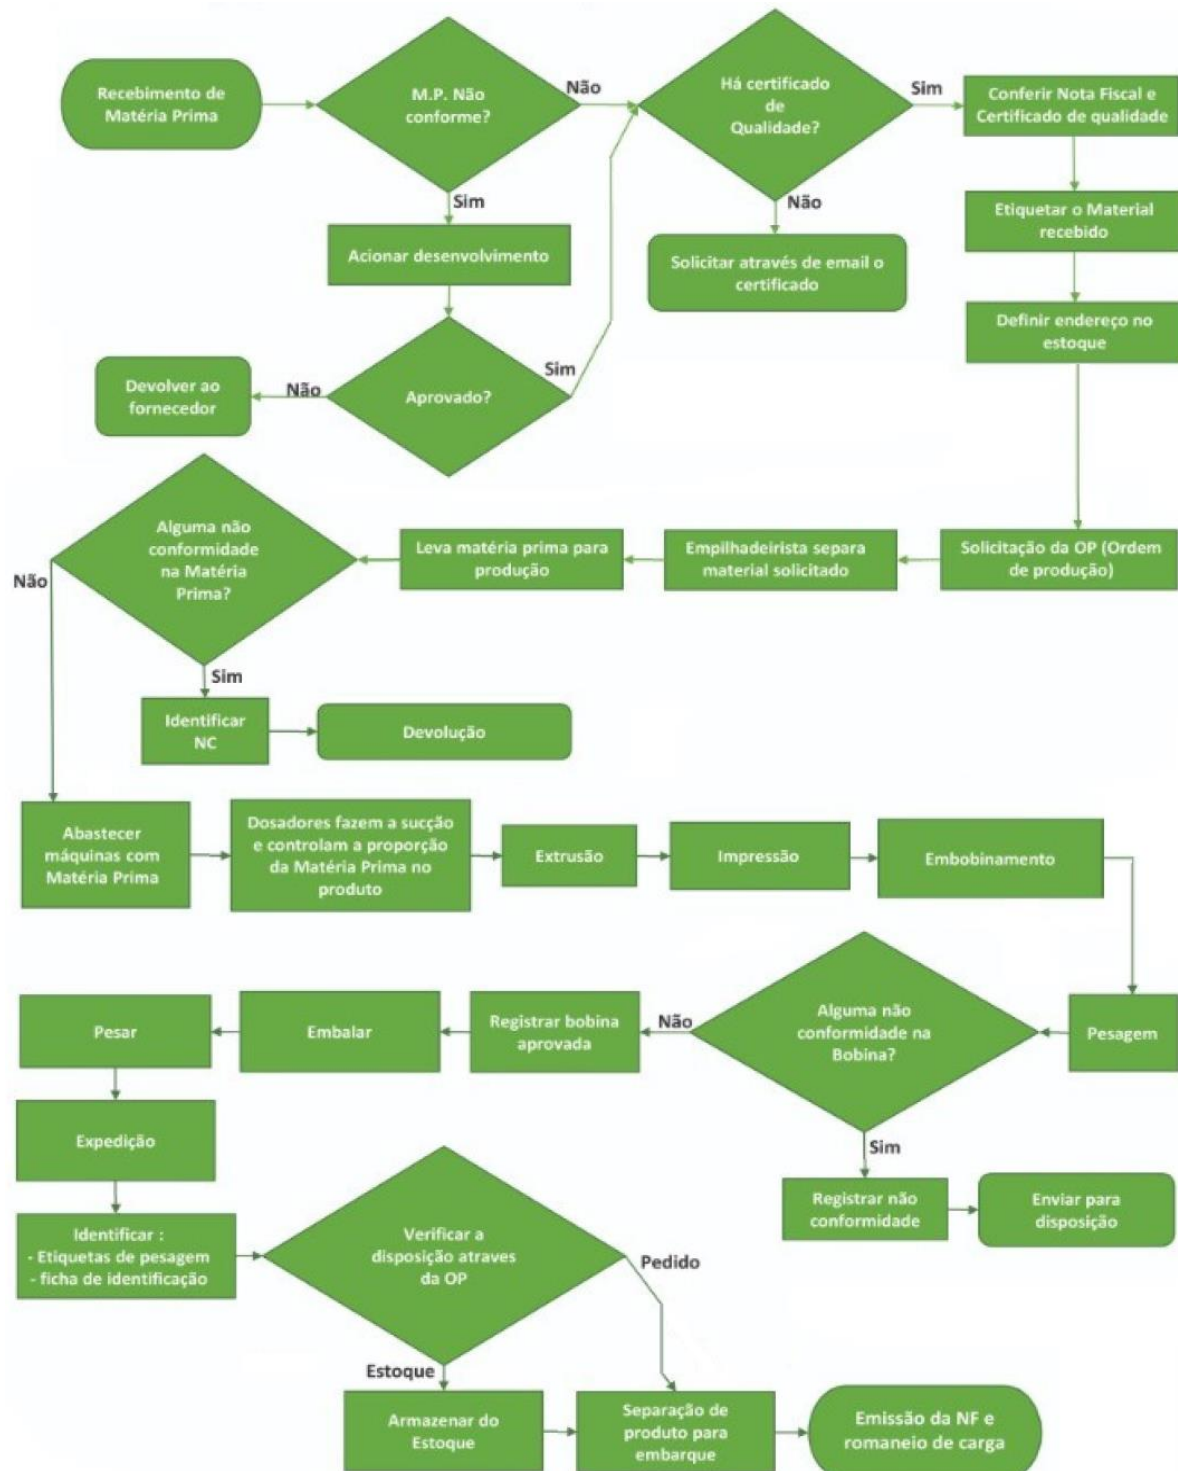 Recebimento de
Matéria Prima
M.P. Não
conforme?
Não
Há certificado
de
Qualidade?
Sim
Conferir Nota Fiscal e
Certificado de qualidade
Sim
Não
Etiquetar o Material
recebido
Acionar desenvolvimento
Solicitar através de email o
certificado
Definir endereço no
estoque
Devolver ao
fornecedor
Não
Aprovado?
Sim
Alguma não
conformidade
na Matéria
Prima?
Leva matéria prima para
produção
Empilhadeirista separa
material solicitado
Solicitação da OP (Ordem
de produção)
Não
Sim
Identificar
NC
Devolução
Abastecer
máquinas com
Matéria Prima
Dosadores fazem a sucção
e controlam a proporção
da Matéria Prima no
produto
Extrusão
Impressão
Embobinamento
Pesar
Embalar
Registrar bobina
aprovada
Não
Alguma não
conformidade na
Bobina?
Pesagem
Expedição
Sim
Registrar não
conformidade
Enviar para
disposição
Identificar :
- Etiquetas de pesagem
- ficha de identificação
Verificar a
disposição atraves
da OP
Pedido
Estoque
Armazenar do
Estoque
Separação de
produto para
embarque
Emissão da NF e
romaneio de carga